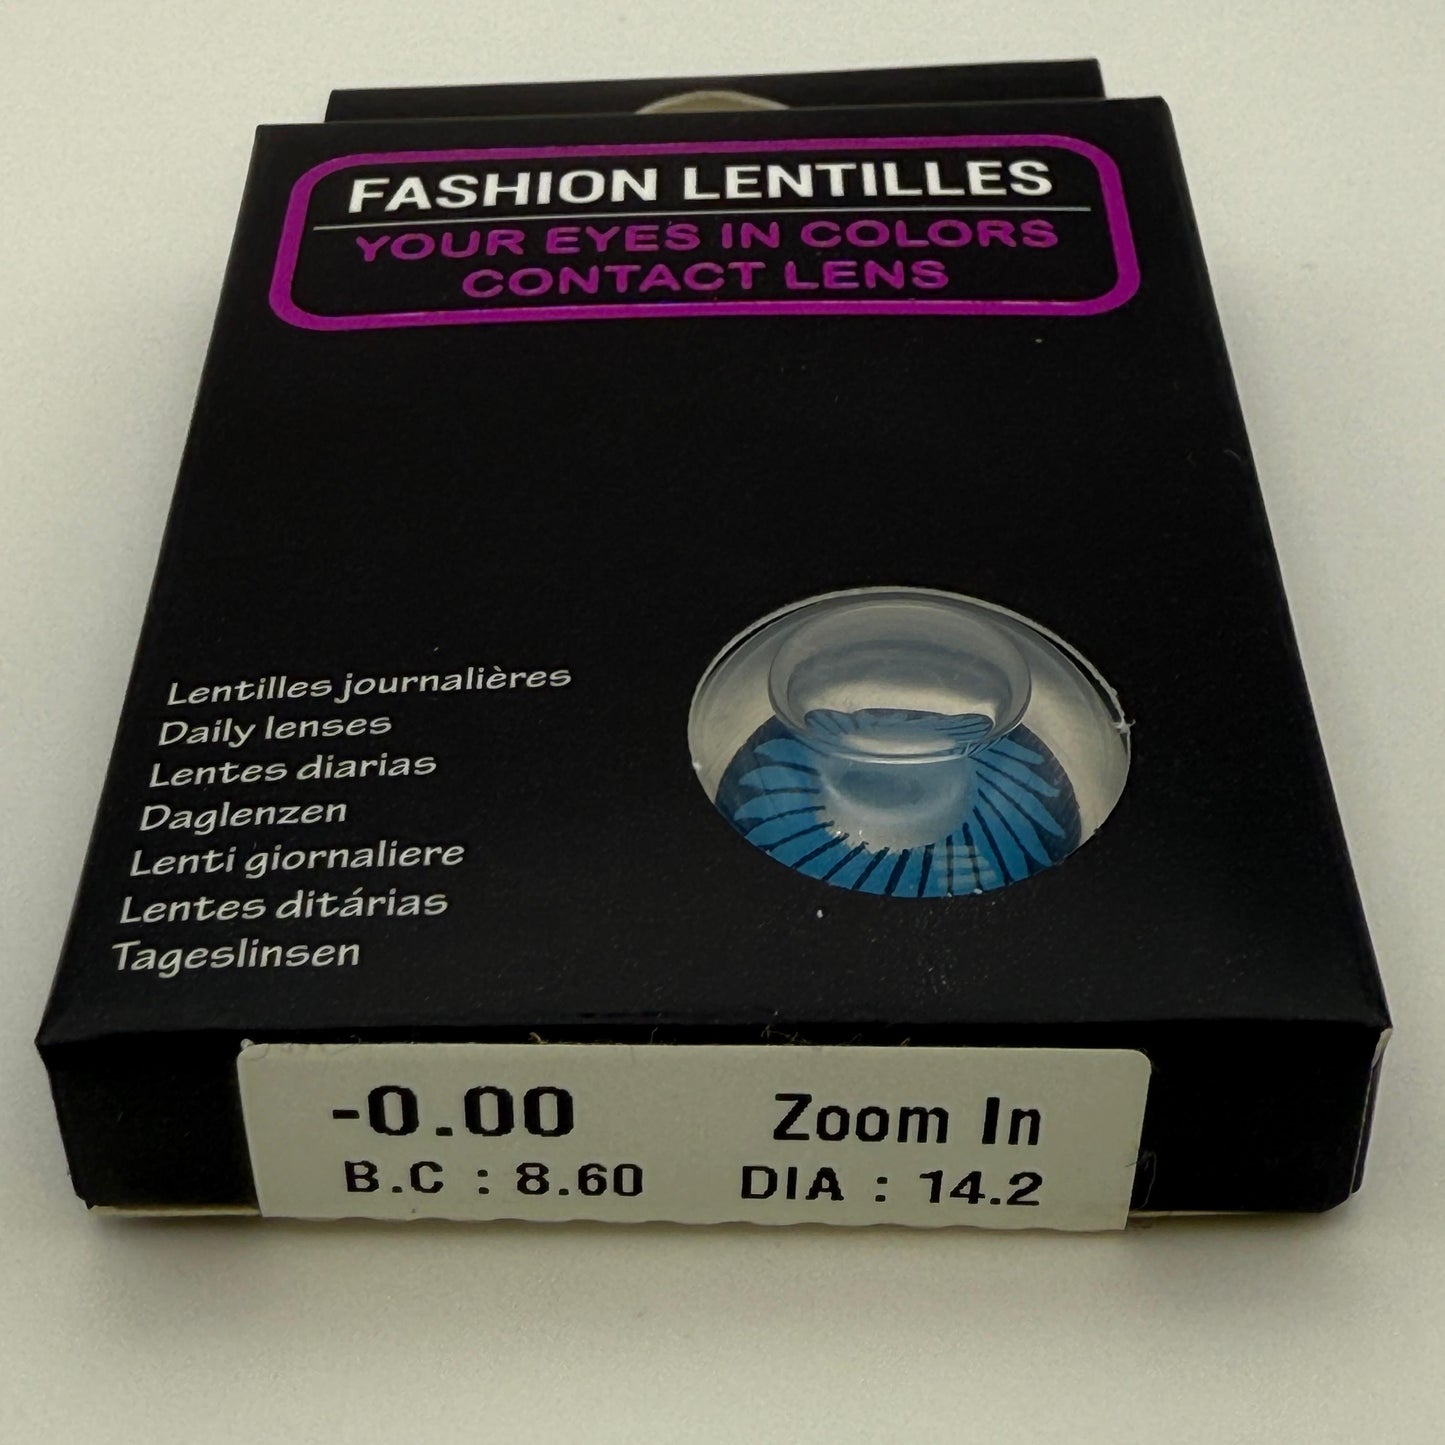 FASHION LENTILLES
YOUR EYES IN COLORS
CONTACT LENS
Lentilles journalières
Daily lenses
Lentes diarias
Daglenzen
Lenti giornaliere
Lentes ditárias
Tageslinsen
-0.00 Zoom In
B.C : 8.60 DIA : 14.2